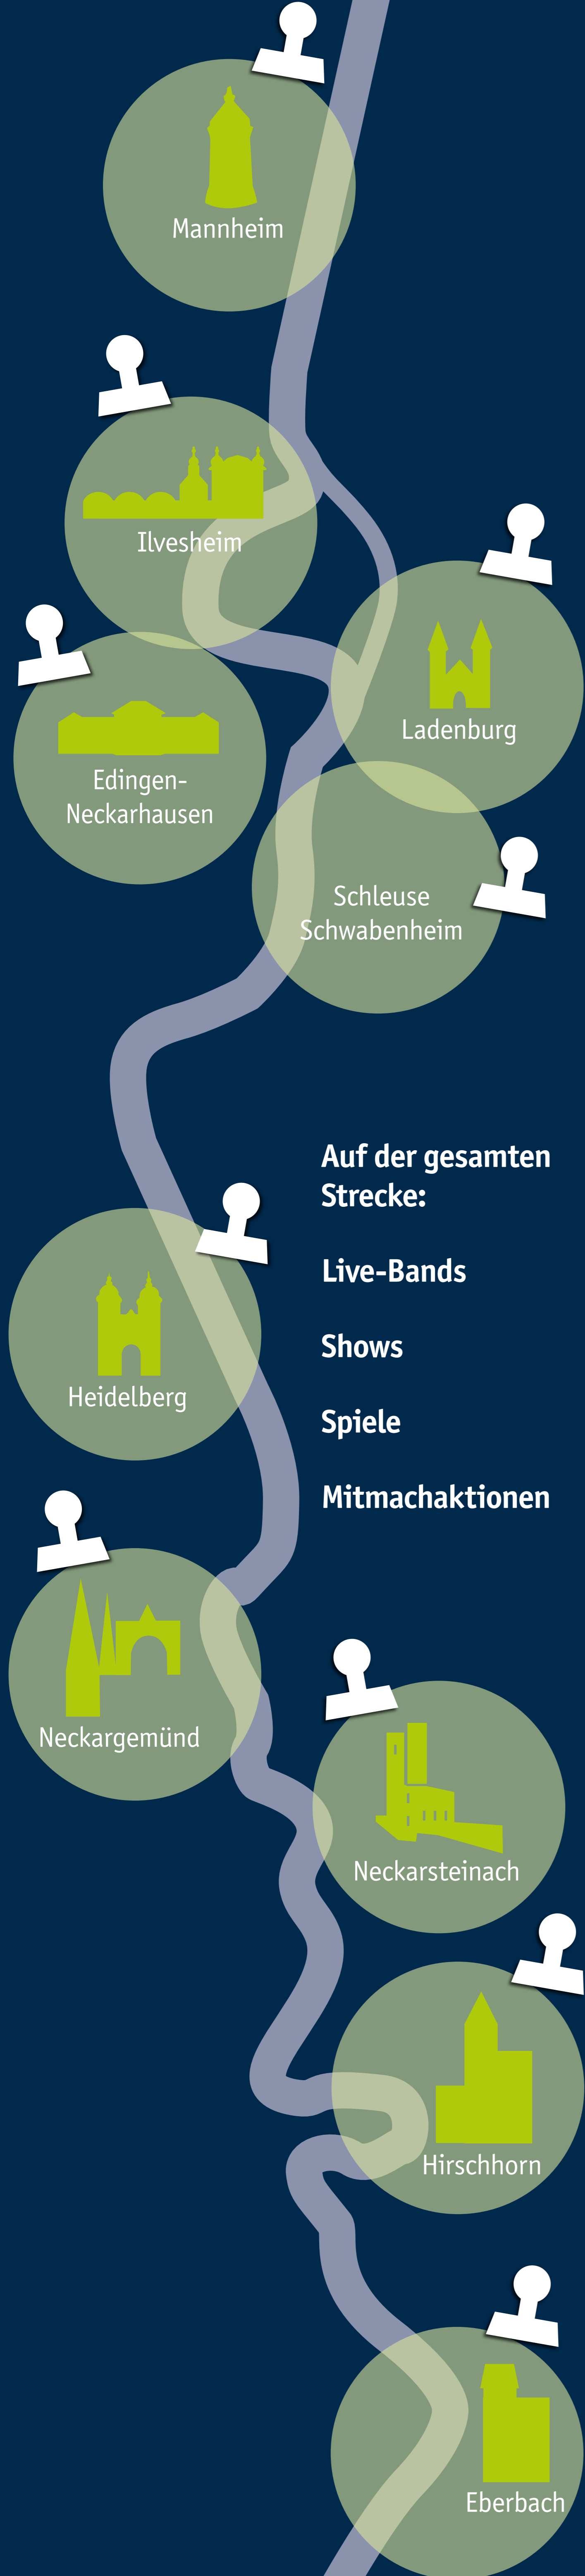 Mannheim
Ilvesheim
Ladenburg
Edingen-
Neckarhausen
Schleuse
Schwabenheim
Auf der gesamten
Strecke:
Live-Bands
Shows
Spiele
Mitmachaktionen
Heidelberg
Neckargemünd
Neckarsteinach
Hirschhorn
Eberbach